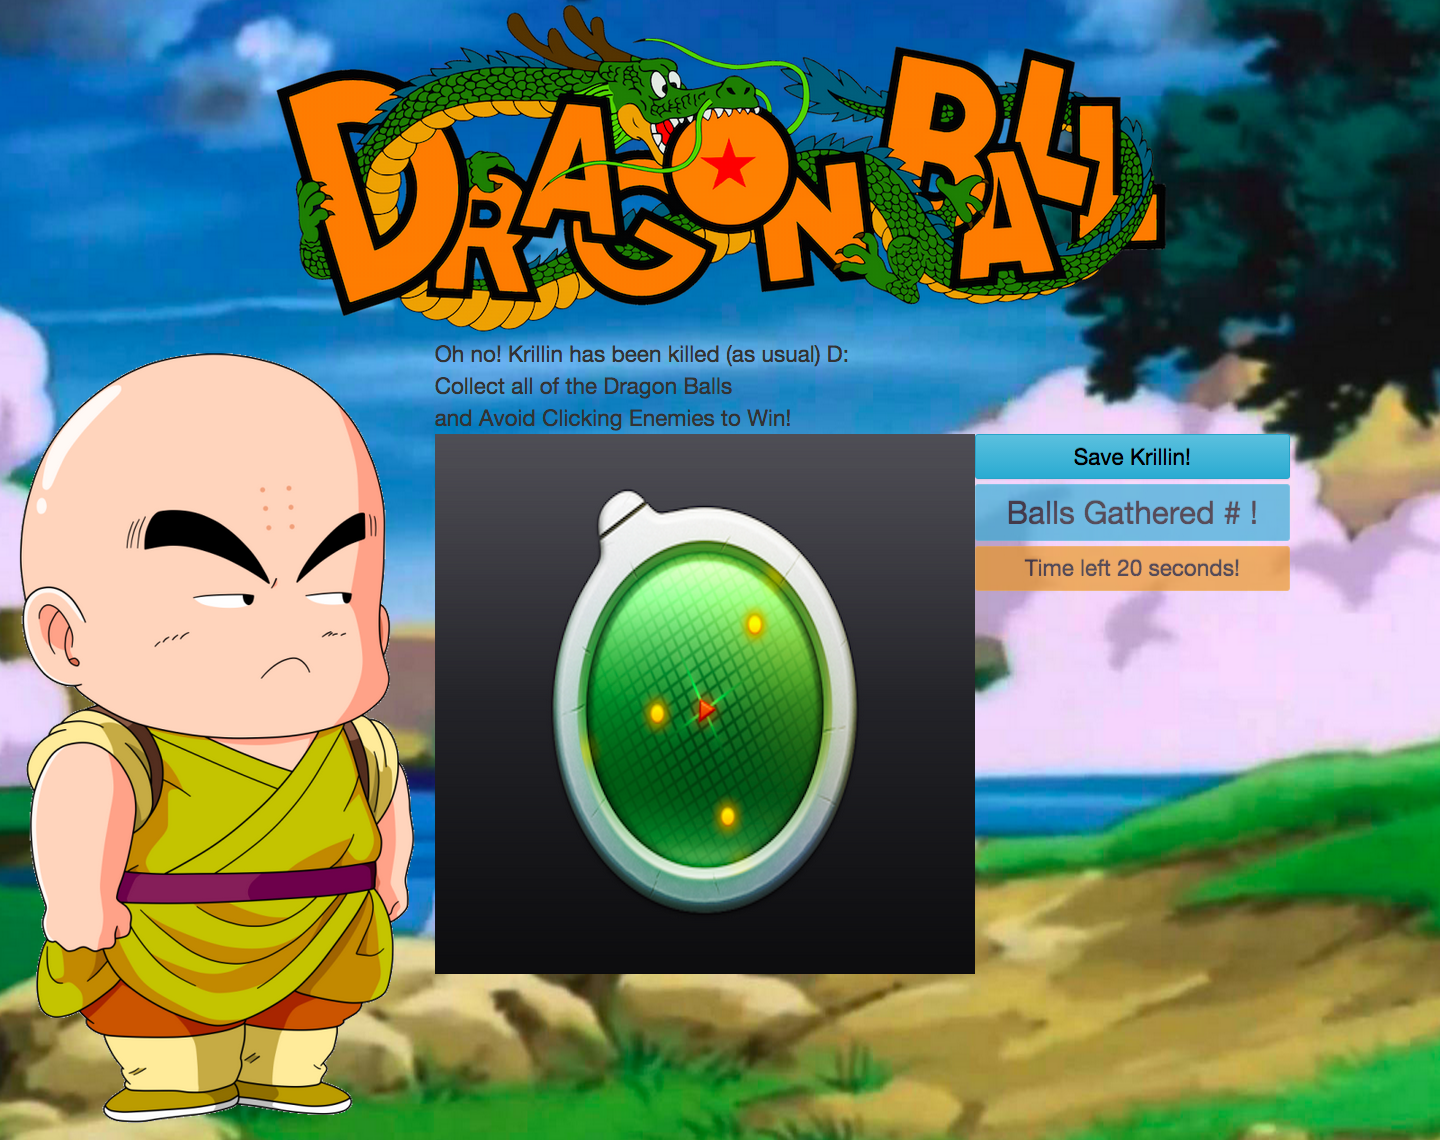 DRAGON BALL
Oh no! Krillin has been killed (as usual) D:
Collect all of the Dragon Balls
and Avoid Clicking Enemies to Win!
Save Krillin!
Balls Gathered # !
Time left 20 seconds!